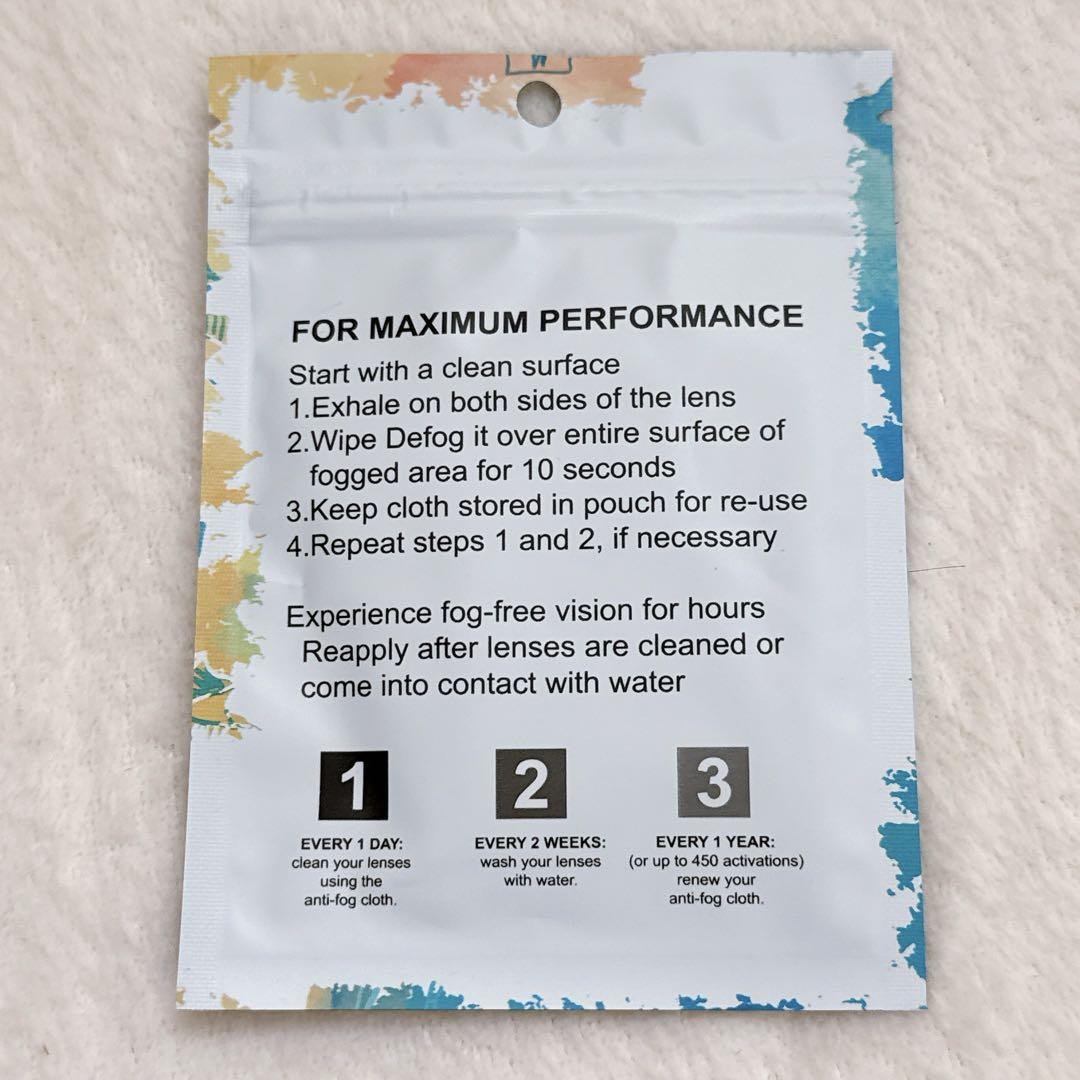 FOR MAXIMUM PERFORMANCE
Start with a clean surface
1.Exhale on both sides of the lens
2.Wipe Defog it over entire surface of
fogged area for 10 seconds
3.Keep cloth stored in pouch for re-use
4.Repeat steps 1 and 2, if necessary
Experience fog-free vision for hours
Reapply after lenses are cleaned or
come into contact with water
1 2 3
EVERY 1 DAY: EVERY 2 WEEKS: EVERY 1 YEAR:
clean your lenses wash your lenses (or up to 450 activations)
using the with water. renew your
anti-fog cloth. anti-fog cloth.